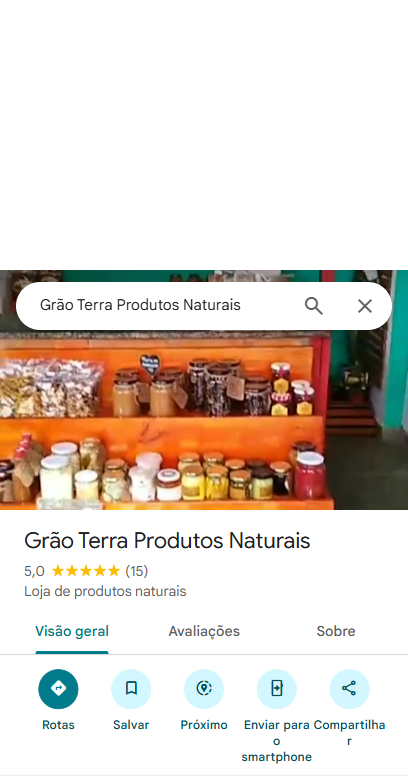 Grão Terra Produtos Naturais
Grão Terra Produtos Naturais
5,0 ★★★★★ (15)
Loja de produtos naturais
Visão geral Avaliações Sobre
Rotas Salvar Próximo Enviar para o smartphone Compartilhar